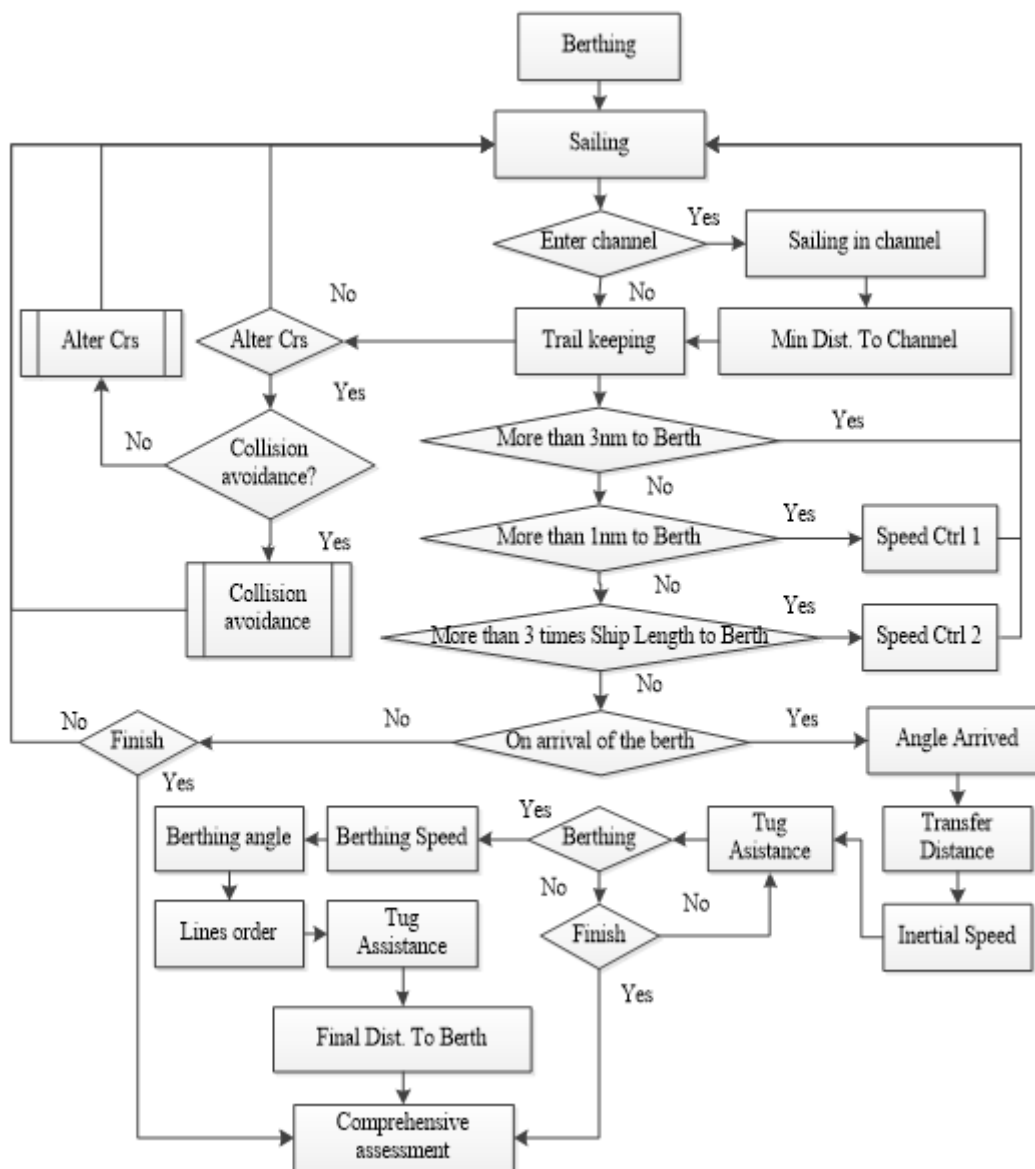 Berthing
Sailing
Yes
Enter channel
Sailing in channel
No
No
Alter Crs
Alter Crs
Trail keeping
Min Dist. To Channel
Yes
More than 3nm to Berth
Yes
No
Collision
avoidance?
No
Yes
More than 1nm to Berth
Yes
Speed Ctrl 1
Collision
avoidance
No
Yes
More than 3 times Ship Length to Berth
Speed Ctrl 2
No
No
Finish
No
On arrival of the berth
Yes
Angle Arrived
Yes
Yes
Berthing angle
Berthing Speed
Berthing
Tug
Asistance
Transfer
Distance
No
No
Lines order
Tug
Assistance
Finish
Inertial Speed
Yes
Final Dist. To Berth
Comprehensive
assessment